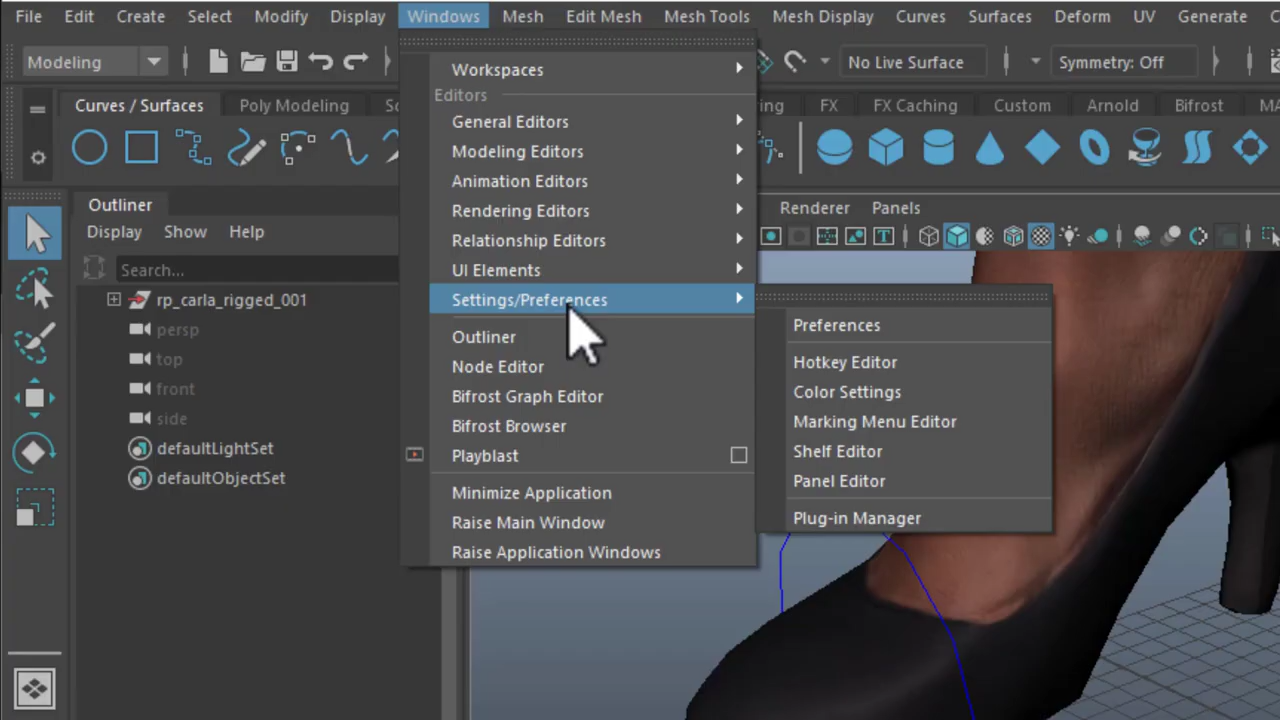 File Edit Create Select Modify Display Windows Mesh Edit Mesh Mesh Tools Mesh Display Curves Surfaces Deform UV Generate
Modeling
No Live Surface
Symmetry: Off
Curves / Surfaces Poly Modeling
FX FX Caching Custom Arnold Bifrost
Workspaces
Editors
General Editors
Modeling Editors
Animation Editors
Rendering Editors
Relationship Editors
UI Elements
Settings/Preferences
Outliner
Node Editor
Bifrost Graph Editor
Bifrost Browser
Playblast
Minimize Application
Raise Main Window
Raise Application Windows
Preferences
Hotkey Editor
Color Settings
Marking Menu Editor
Shelf Editor
Panel Editor
Plug-in Manager
Outliner
Display Show Help
Search...
rp_carla_rigged_001
persp
top
front
side
defaultLightSet
defaultObjectSet
Renderer Panels